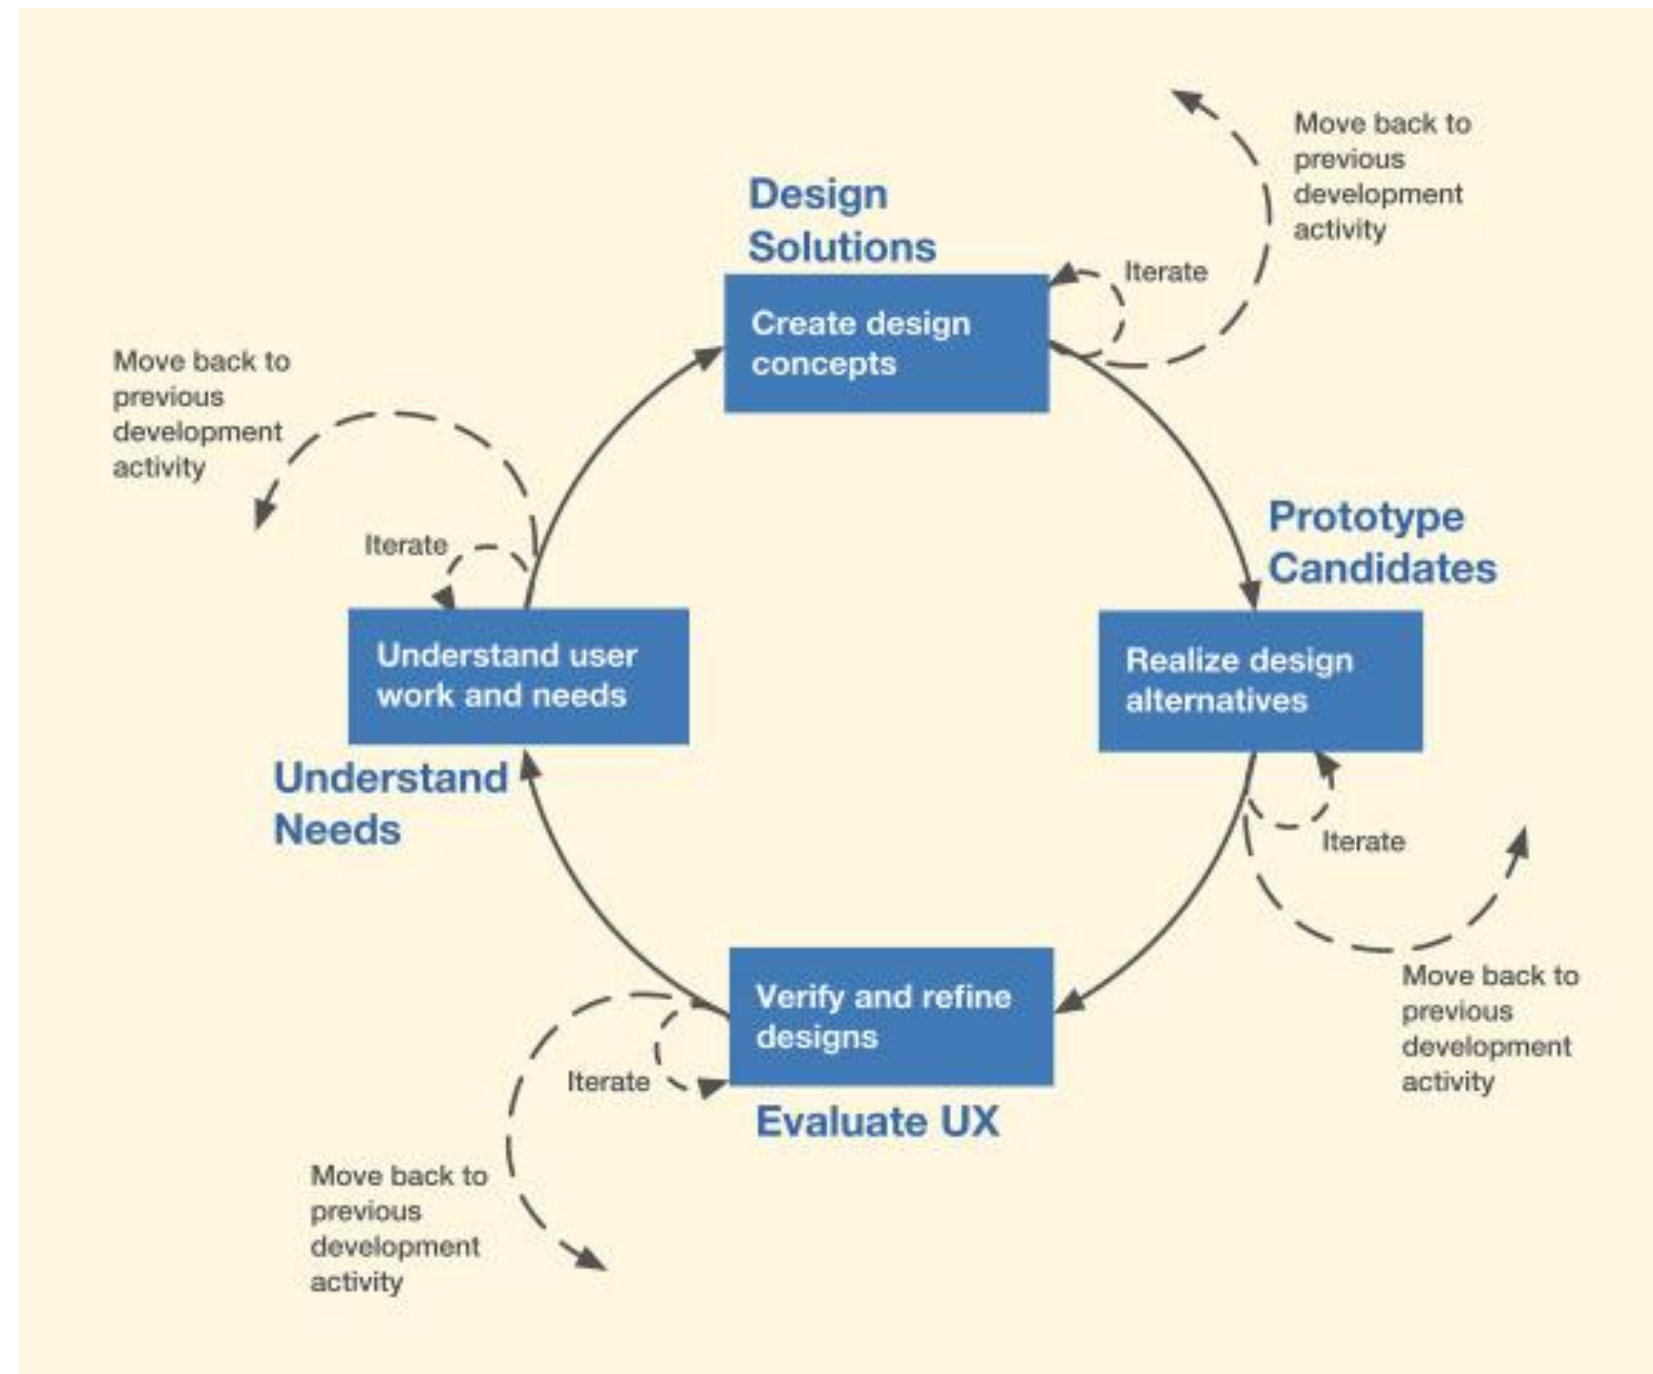 Move back to
previous
development
activity
Design
Solutions
Iterate
Create design
concepts
Move back to
previous
development
activity
Prototype
Candidates
Iterate
Understand user
work and needs
Realize design
alternatives
Understand
Needs
Iterate
Verify and refine
designs
Move back to
previous
development
activity
Iterate
Evaluate UX
Move back to
previous
development
activity